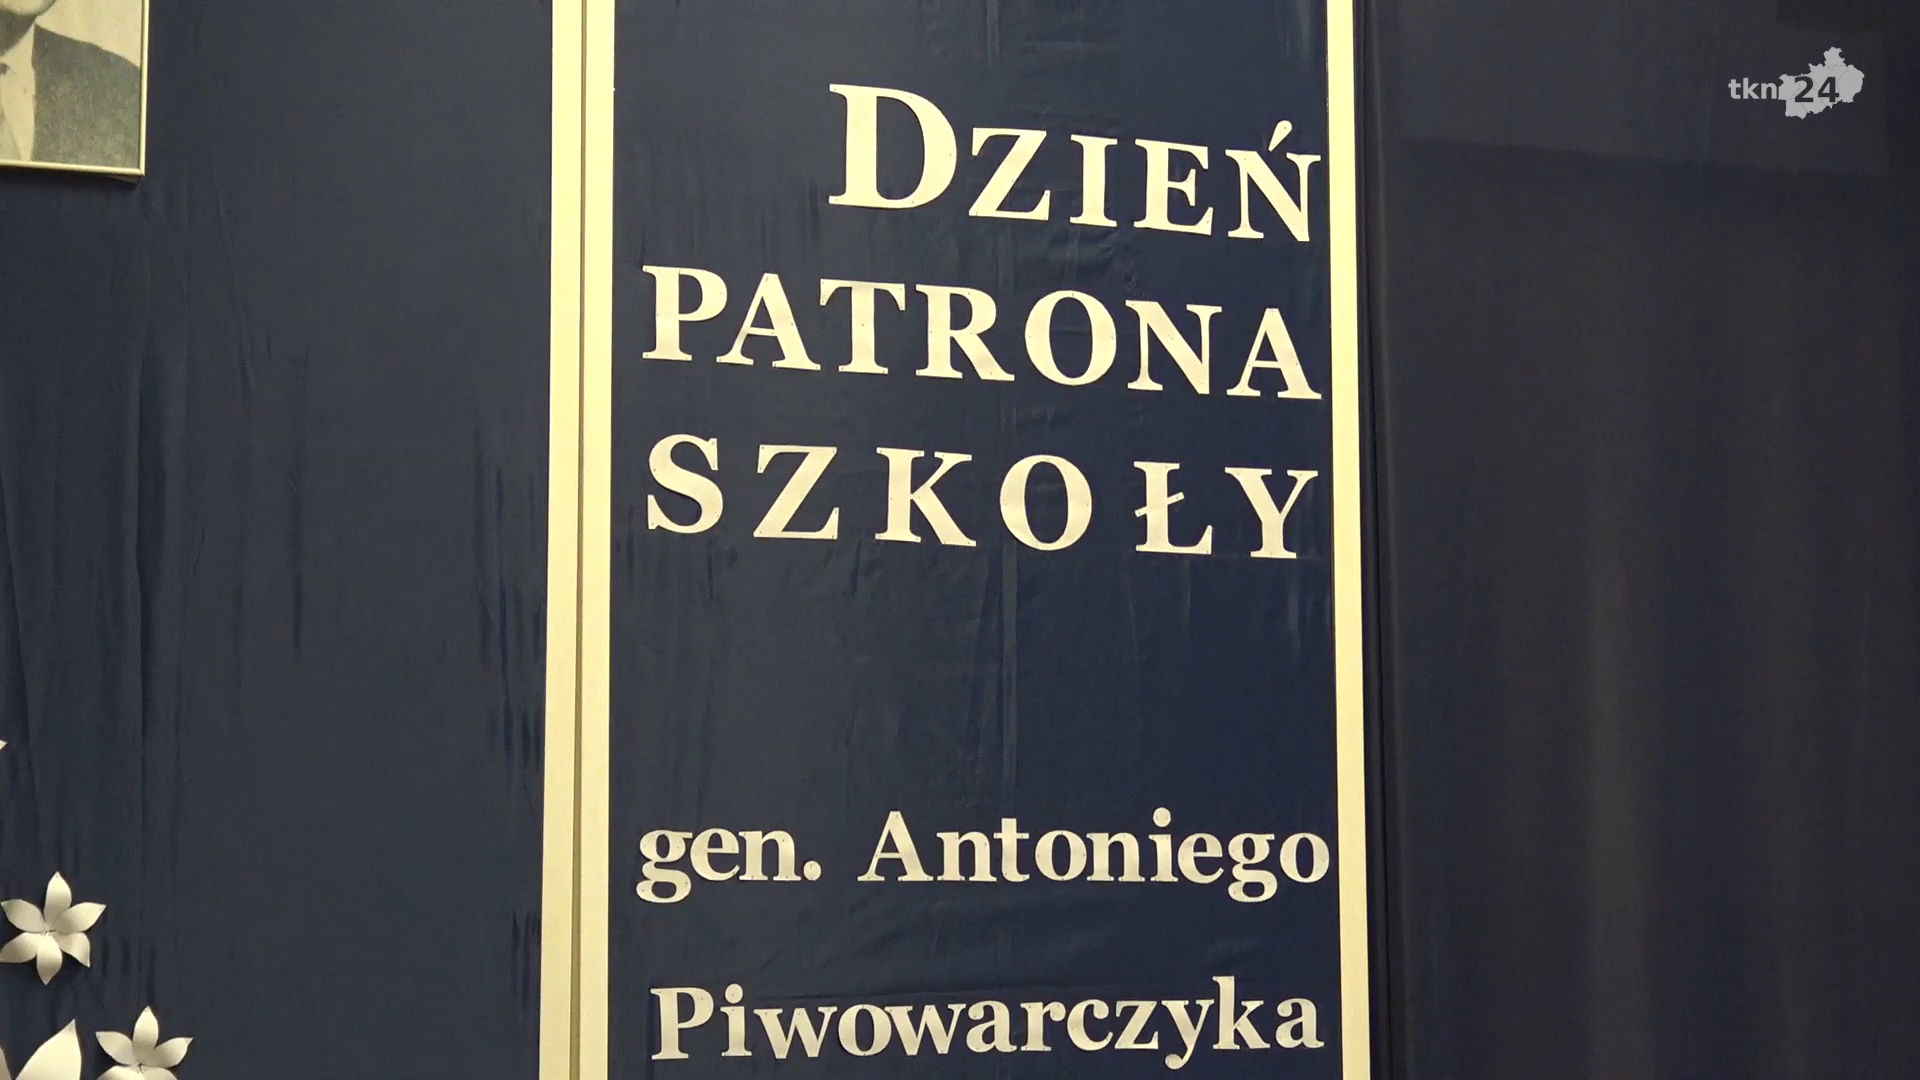 tkn24
DZIEŃ
PATRONA
SZKOŁY
gen. Antoniego
Piwowarczyka